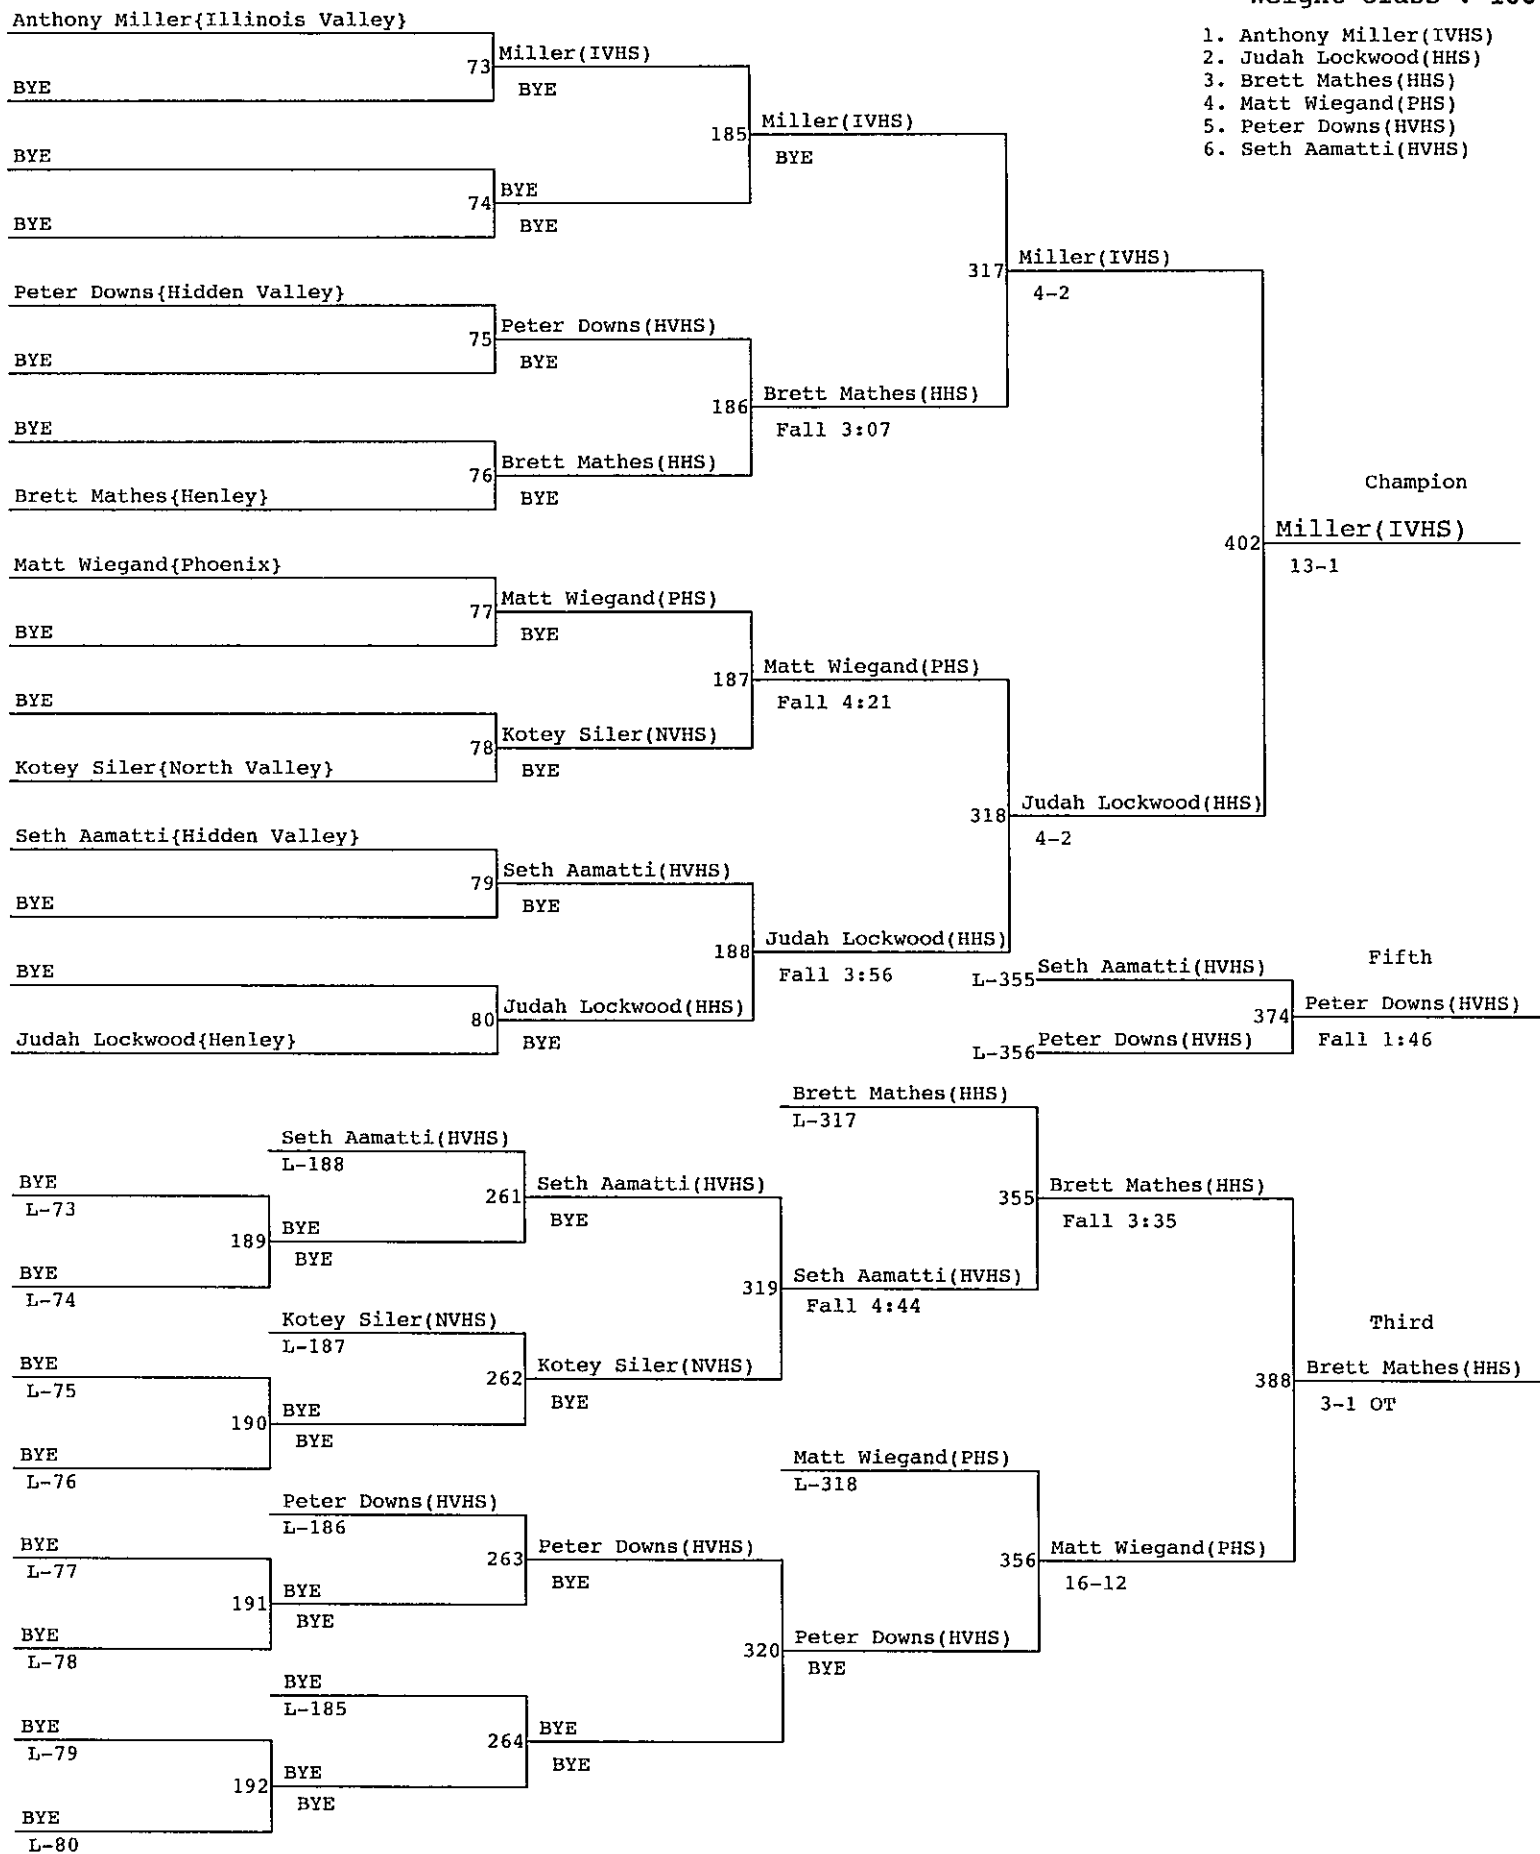 Weight Class :
1. Anthony Miller(IVHS)
2. Judah Lockwood(HHS)
3. Brett Mathes(HHS)
4. Matt Wiegand(PHS)
5. Peter Downs(HVHS)
6. Seth Aamatti(HVHS)
Anthony Miller{Illinois Valley}
73
Miller(IVHS)
BYE
BYE
185
Miller(IVHS)
BYE
BYE
74
BYE
BYE
BYE
317
Miller(IVHS)
4-2
Peter Downs{Hidden Valley}
75
Peter Downs(HVHS)
BYE
BYE
186
Brett Mathes(HHS)
Fall 3:07
BYE
76
Brett Mathes(HHS)
BYE
Brett Mathes{Henley}
Champion
402
Miller(IVHS)
13-1
Matt Wiegand{Phoenix}
77
Matt Wiegand(PHS)
BYE
BYE
187
Matt Wiegand(PHS)
Fall 4:21
BYE
78
Kotey Siler(NVHS)
BYE
Kotey Siler{North Valley}
318
Judah Lockwood(HHS)
4-2
Seth Aamatti{Hidden Valley}
79
Seth Aamatti(HVHS)
BYE
BYE
188
Judah Lockwood(HHS)
Fall 3:56
BYE
80
Judah Lockwood(HHS)
BYE
Judah Lockwood{Henley}
Fifth
L-355
Seth Aamatti(HVHS)
374
Peter Downs(HVHS)
Fall 1:46
L-356
Peter Downs(HVHS)
Brett Mathes(HHS)
L-317
Seth Aamatti(HVHS)
L-188
BYE
L-73
261
Seth Aamatti(HVHS)
BYE
355
Brett Mathes(HHS)
Fall 3:35
189
BYE
BYE
BYE
L-74
319
Seth Aamatti(HVHS)
Fall 4:44
Kotey Siler(NVHS)
L-187
BYE
L-75
262
Kotey Siler(NVHS)
BYE
Third
388
Brett Mathes(HHS)
3-1 OT
190
BYE
BYE
BYE
L-76
Matt Wiegand(PHS)
L-318
Peter Downs(HVHS)
L-186
BYE
L-77
263
Peter Downs(HVHS)
BYE
356
Matt Wiegand(PHS)
16-12
191
BYE
BYE
BYE
L-78
320
Peter Downs(HVHS)
BYE
BYE
L-185
BYE
L-79
264
BYE
BYE
192
BYE
BYE
BYE
L-80